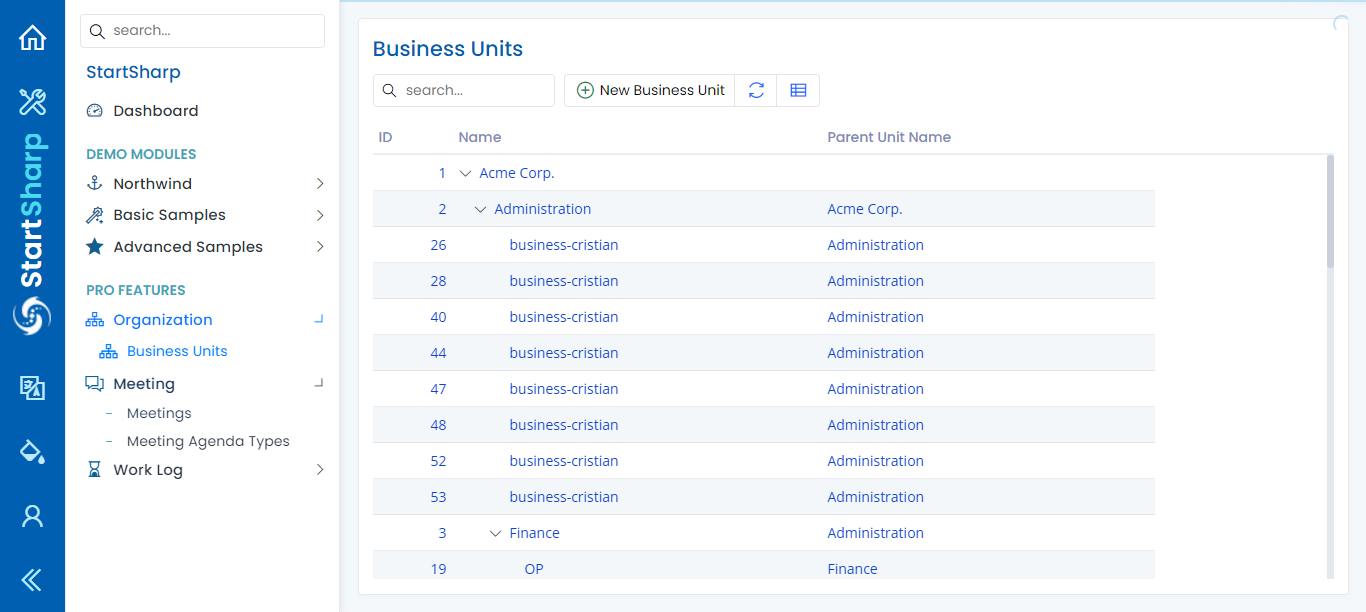 StartSharp
search...
StartSharp
Dashboard
DEMO MODULES
Northwind
Basic Samples
Advanced Samples
PRO FEATURES
Organization
Business Units
Meeting
Meetings
Meeting Agenda Types
Work Log
Business Units
search...
New Business Unit
ID Name Parent Unit Name
1 Acme Corp.
2 Administration Acme Corp.
26 business-cristian Administration
28 business-cristian Administration
40 business-cristian Administration
44 business-cristian Administration
47 business-cristian Administration
48 business-cristian Administration
52 business-cristian Administration
53 business-cristian Administration
3 Finance Administration
19 OP Finance